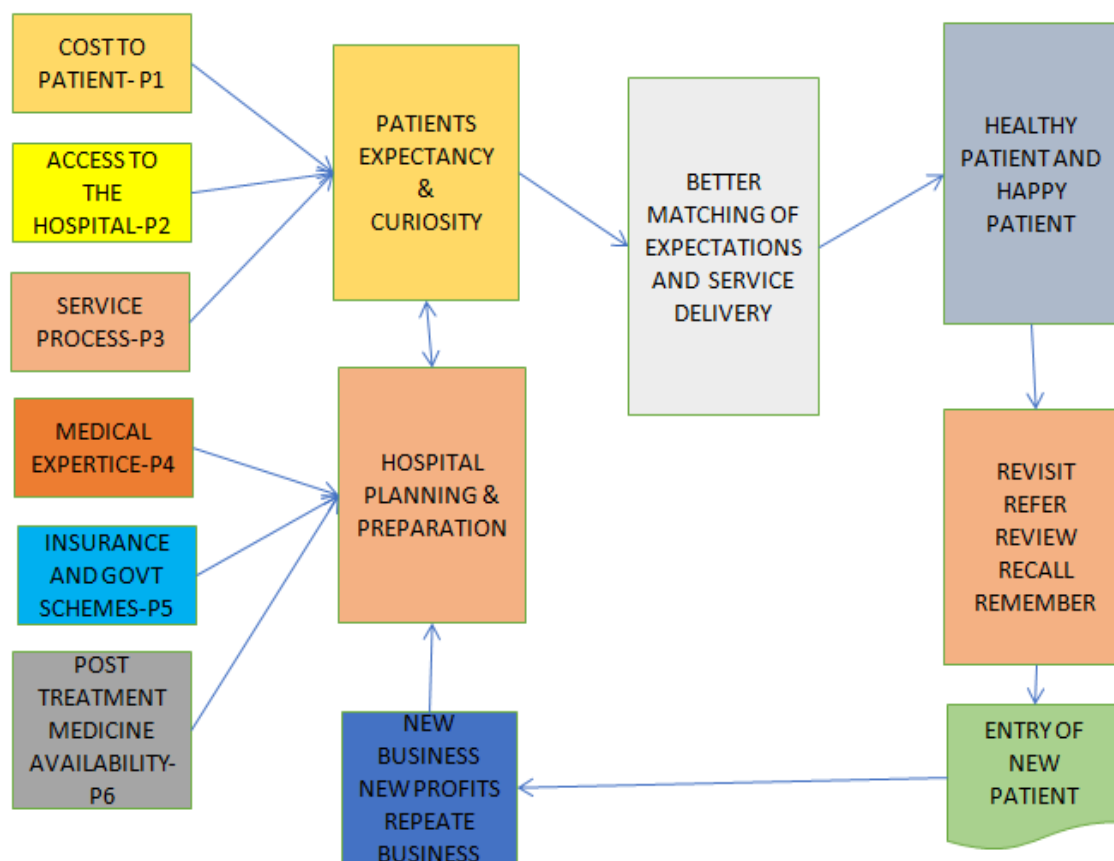 COST TO
PATIENT- P1
ACCESS TO
THE
HOSPITAL-P2
SERVICE
PROCESS-P3
MEDICAL
EXPERTICE-P4
INSURANCE
AND GOVT
SCHEMES-P5
POST
TREATMENT
MEDICINE
AVAILABILITY-
P6
PATIENTS
EXPECTANCY
&
CURIOSITY
HOSPITAL
PLANNING &
PREPARATION
NEW
BUSINESS
NEW PROFITS
REPEATE
BUSINESS
BETTER
MATCHING OF
EXPECTATIONS
AND SERVICE
DELIVERY
HEALTHY
PATIENT AND
HAPPY
PATIENT
REVISIT
REFER
REVIEW
RECALL
REMEMBER
ENTRY OF
NEW
PATIENT